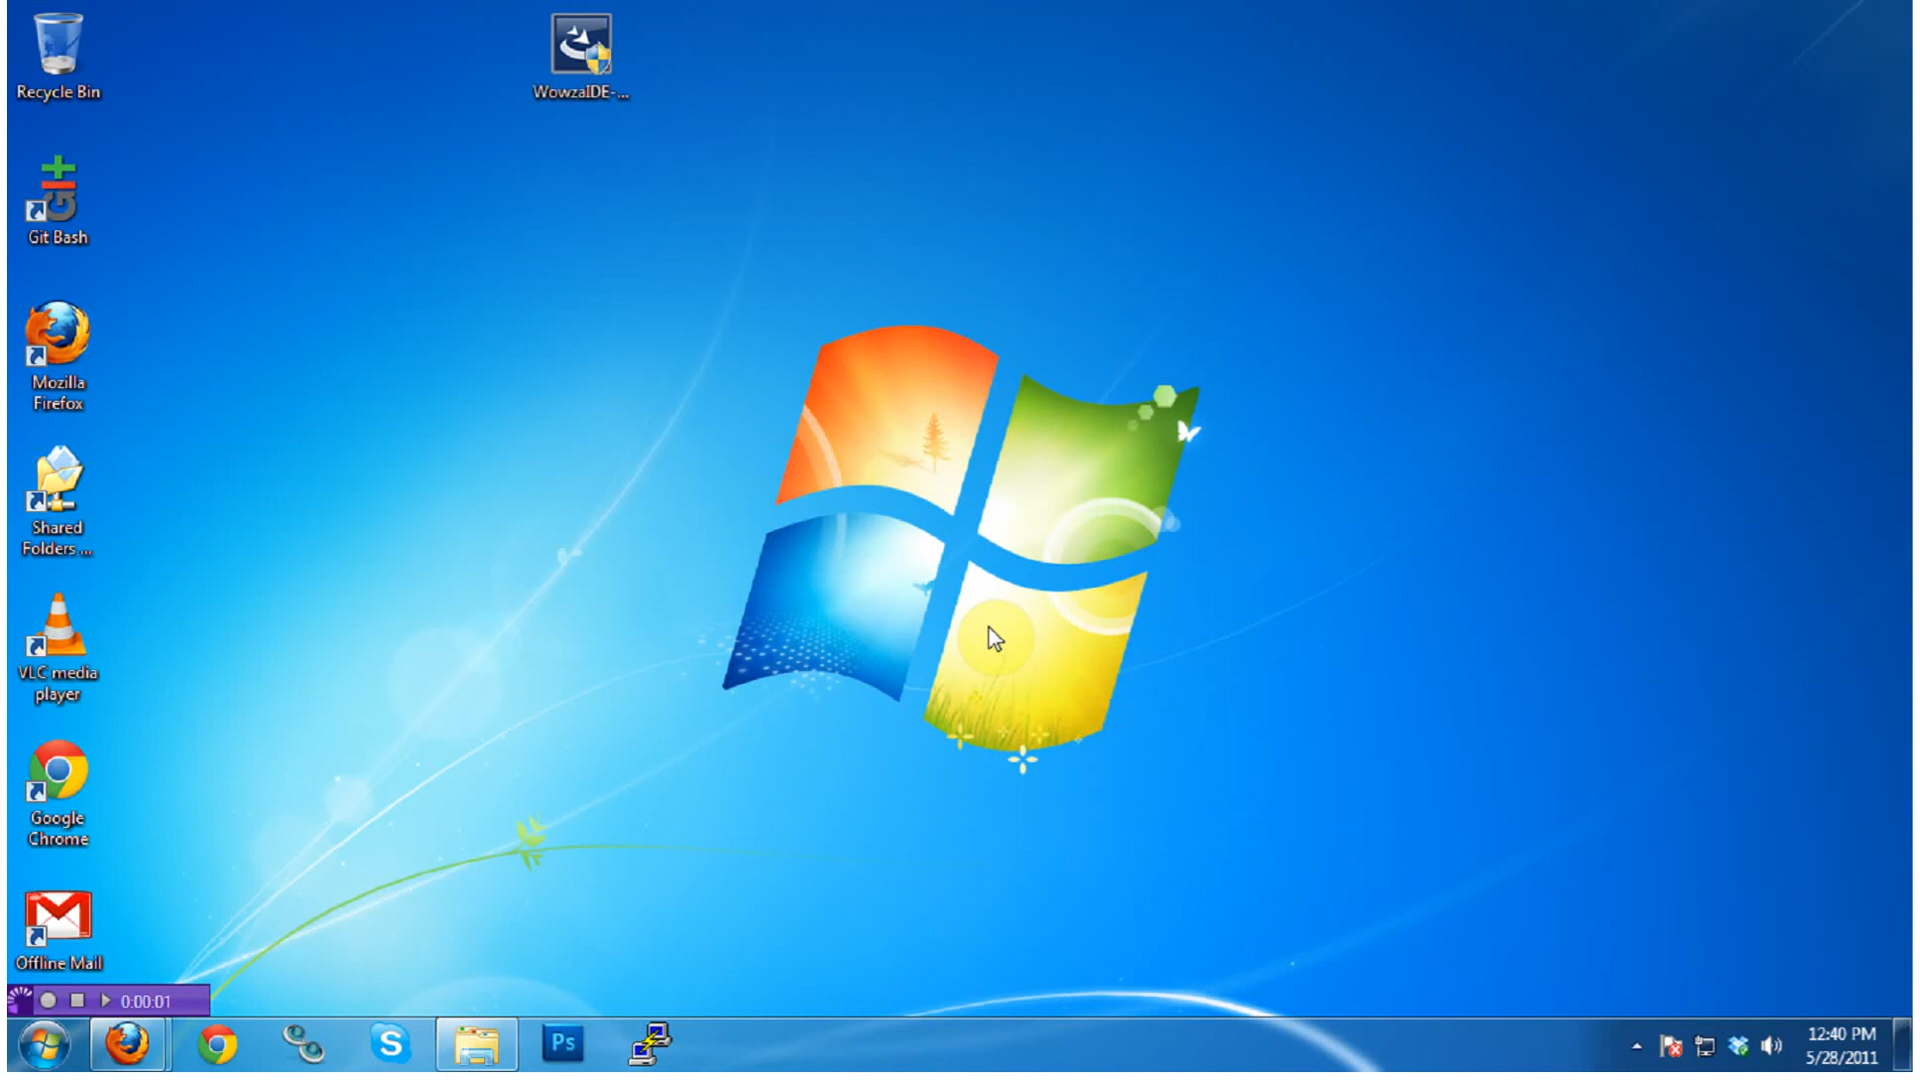 Recycle Bin
WowzaIDE-...
GIt
Git Bash
Mozilla
Firefox
Shared
Folders ...
VLC media
player
Google
Chrome
Offline Mail
0:00:01
S
Ps
12:40 PM
5/28/2011